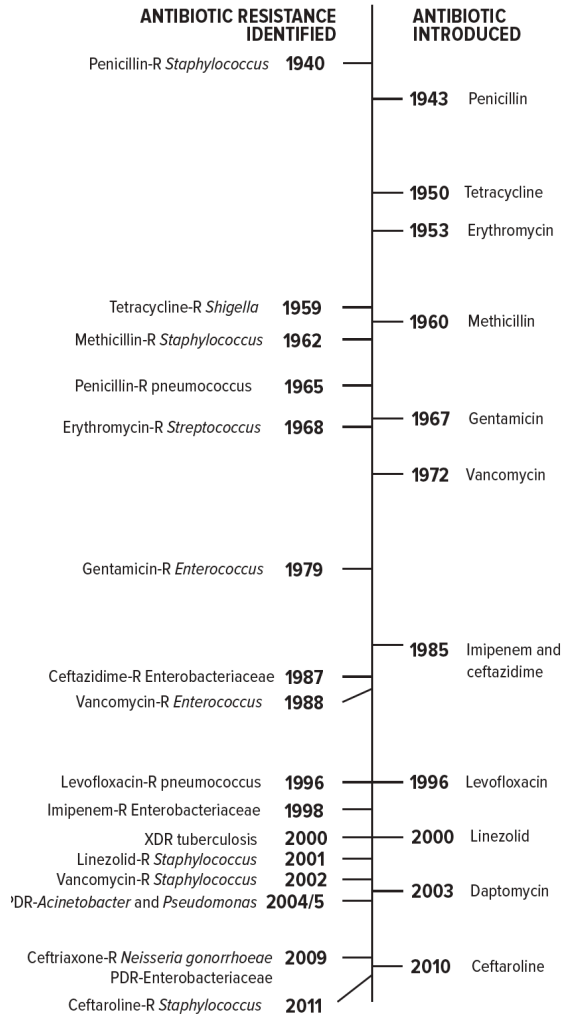 ANTIBIOTIC RESISTANCE
IDENTIFIED
ANTIBIOTIC
INTRODUCED
Penicillin-R Staphylococcus 1940
1943 Penicillin
1950 Tetracycline
1953 Erythromycin
Tetracycline-R Shigella 1959
1960 Methicillin
Methicillin-R Staphylococcus 1962
Penicillin-R pneumococcus 1965
1967 Gentamicin
Erythromycin-R Streptococcus 1968
1972 Vancomycin
Gentamicin-R Enterococcus 1979
1985 Imipenem and
ceftazidime
Ceftazidime-R Enterobacteriaceae 1987
Vancomycin-R Enterococcus 1988
Levofloxacin-R pneumococcus 1996
1996 Levofloxacin
Imipenem-R Enterobacteriaceae 1998
XDR tuberculosis 2000
2000 Linezolid
Linezolid-R Staphylococcus 2001
Vancomycin-R Staphylococcus 2002
2003 Daptomycin
DR-Acinetobacter and Pseudomonas 2004/5
Ceftriaxone-R Neisseria gonorrhoeae 2009
PDR-Enterobacteriaceae
2010 Ceftaroline
Ceftaroline-R Staphylococcus 2011